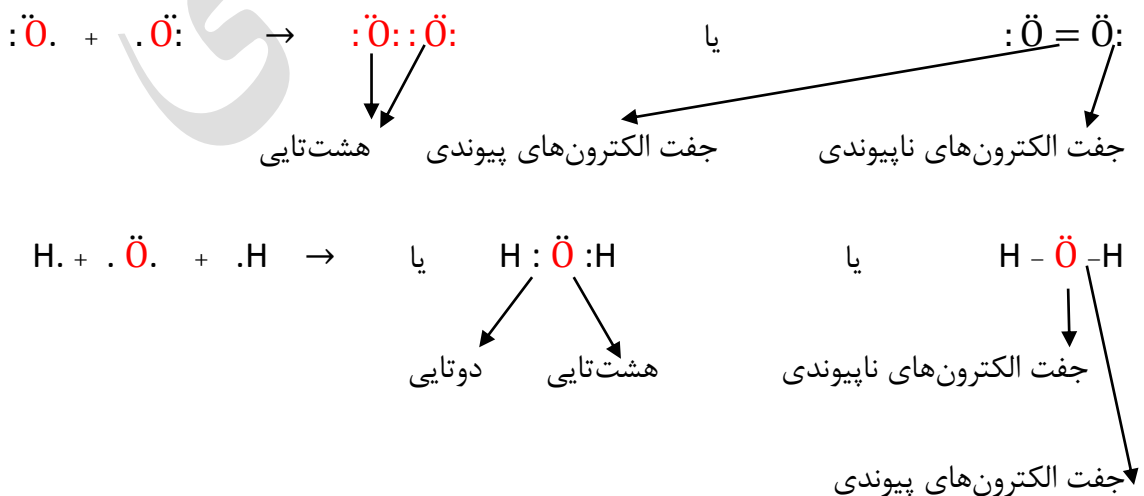 :Ö. + .Ö: → :Ö: :Ö: یا :Ö = Ö:
هشت‌تایی جفت الکترون‌های پیوندی جفت الکترون‌های ناپیوندی
H. + .Ö. + .H → یا H : Ö :H یا H – Ö –H
دوتایی هشت‌تایی جفت الکترون‌های ناپیوندی
جفت الکترون‌های پیوندی